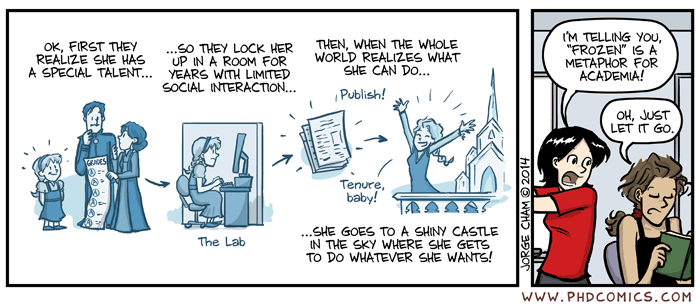 OK, FIRST THEY
REALIZE SHE HAS
A SPECIAL TALENT...
GRADES
A
A
A
A
A
...SO THEY LOCK HER
UP IN A ROOM FOR
YEARS WITH LIMITED
SOCIAL INTERACTION...
The Lab
THEN, WHEN THE WHOLE
WORLD REALIZES WHAT
SHE CAN DO...
Publish!
Tenure,
baby!
...SHE GOES TO A SHINY CASTLE
IN THE SKY WHERE SHE GETS
TO DO WHATEVER SHE WANTS!
I'M TELLING YOU,
"FROZEN" IS A
METAPHOR FOR
ACADEMIA!
OH, JUST
LET IT GO.
JORGE CHAM © 2014
WWW.PHDCOMICS.COM